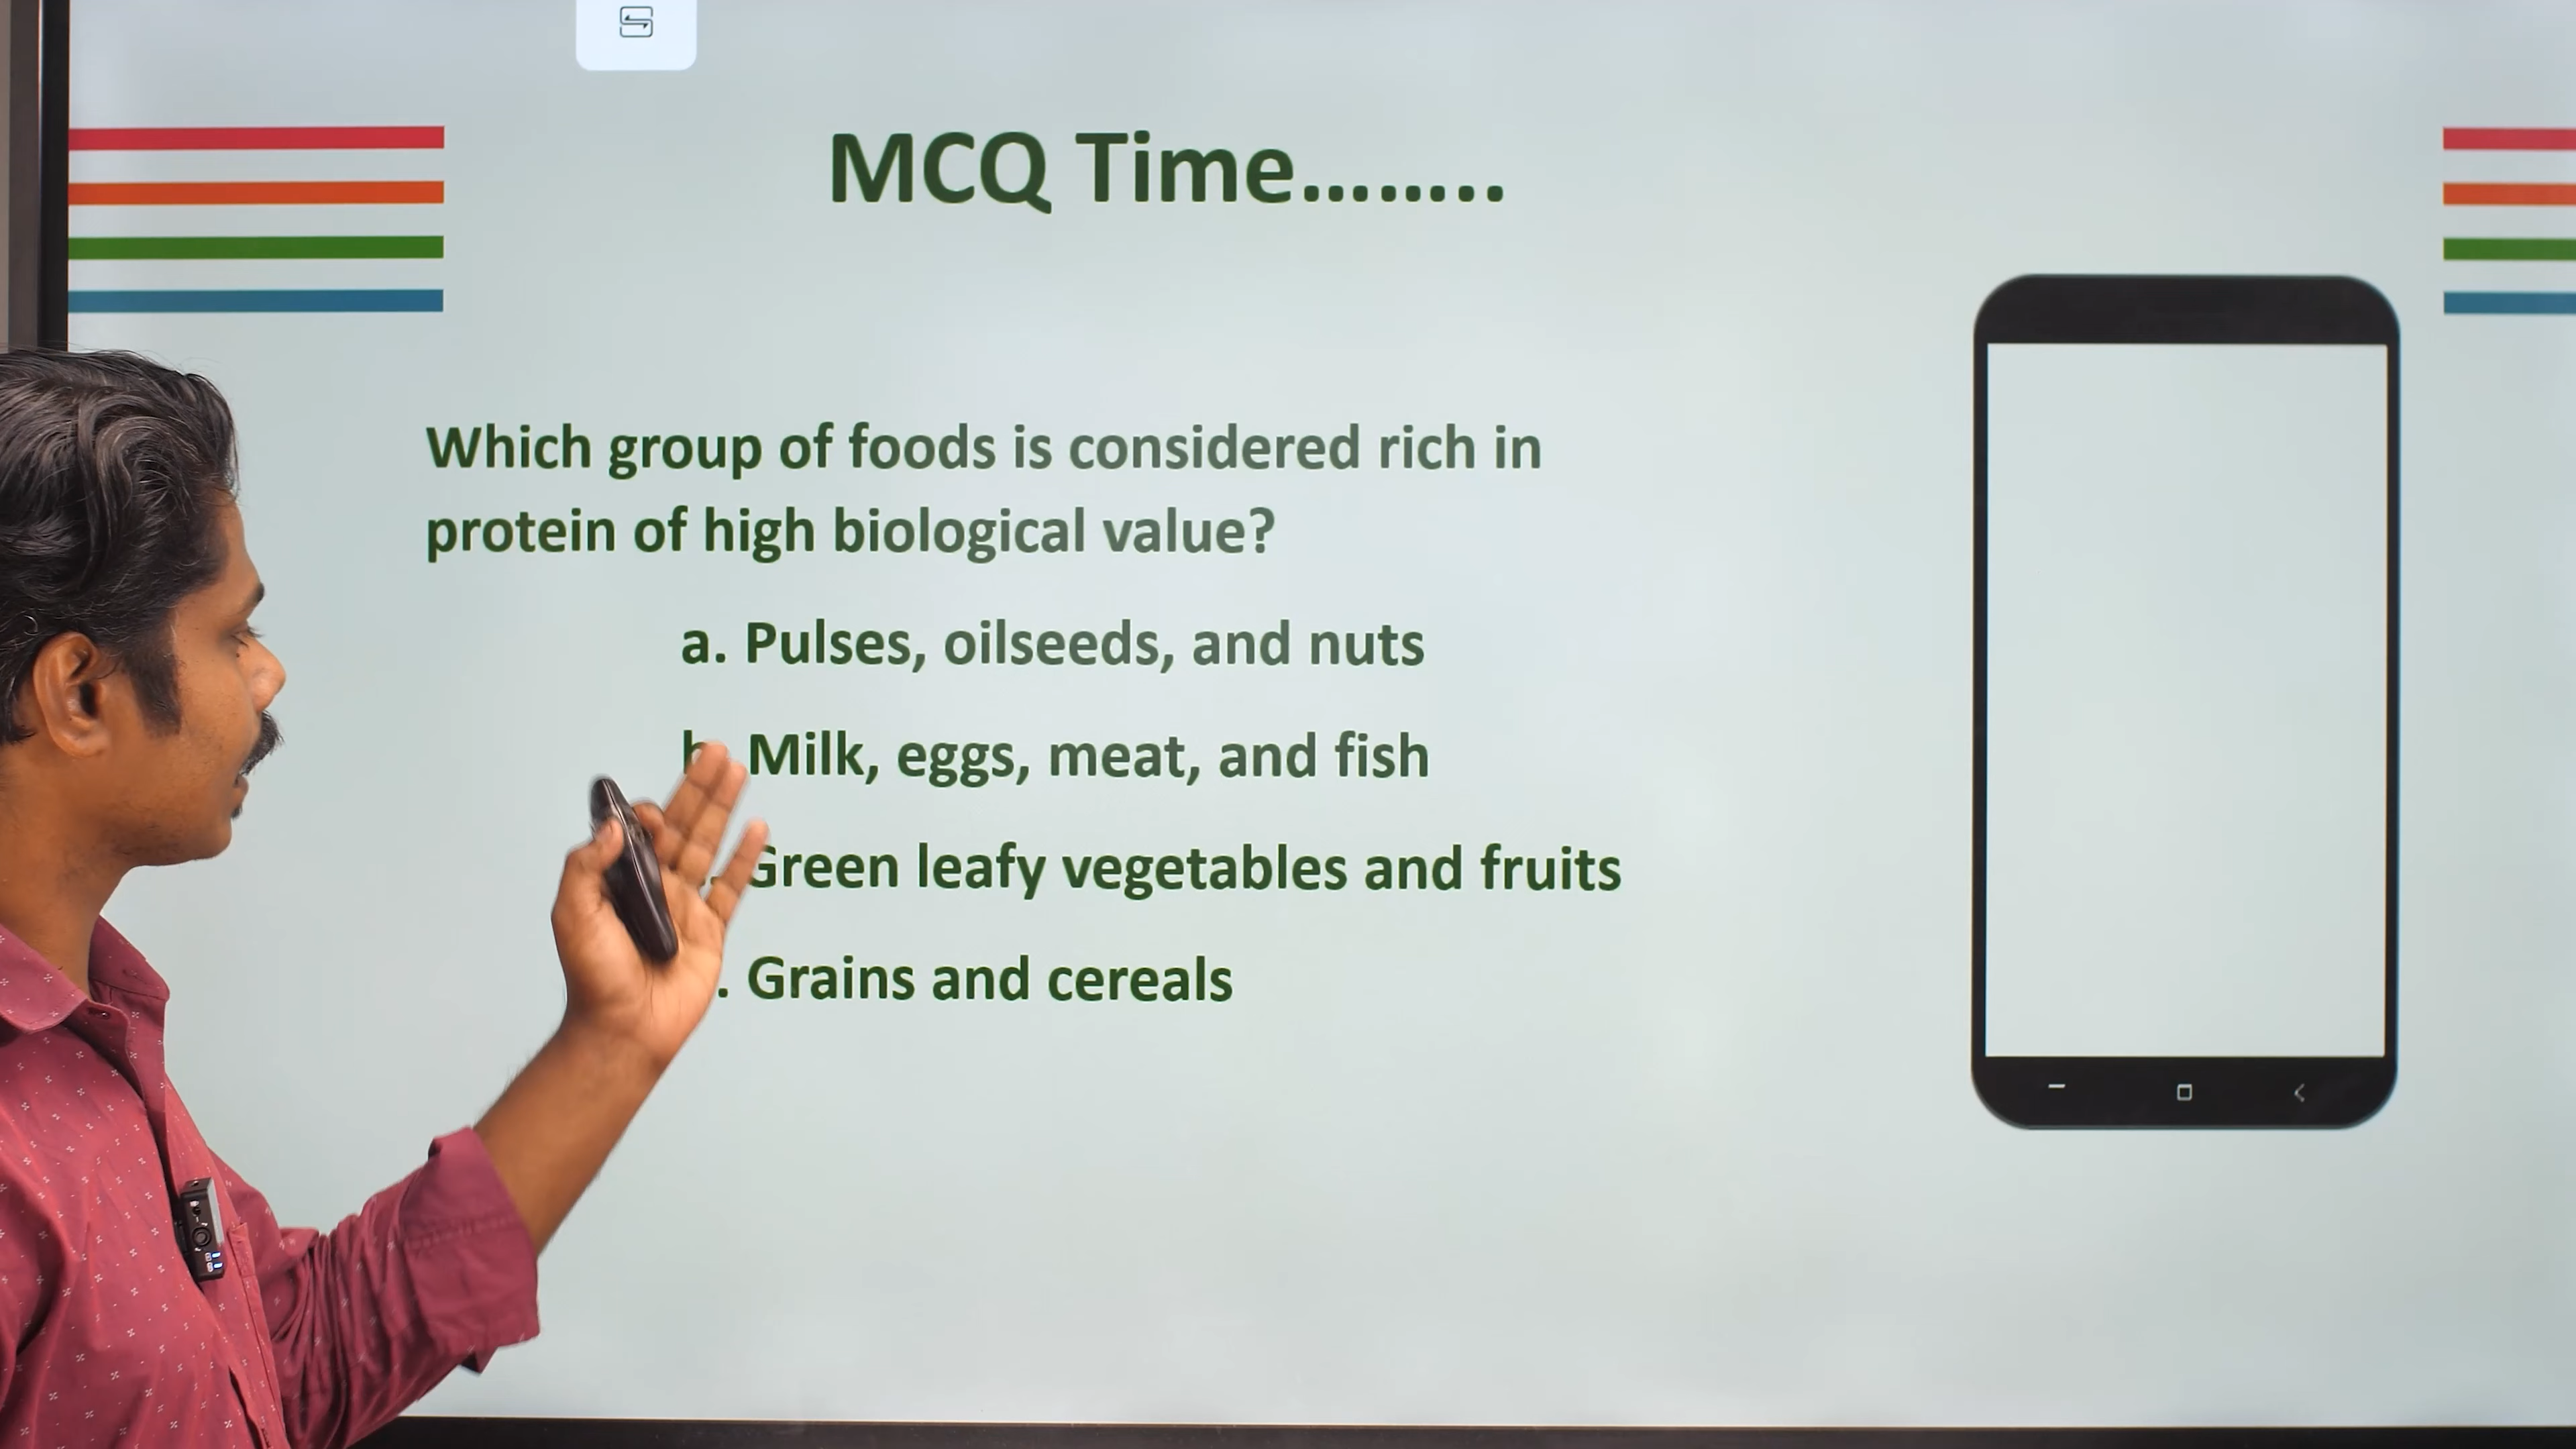 MCQ Time........
Which group of foods is considered rich in
protein of high biological value?
a. Pulses, oilseeds, and nuts
b. Milk, eggs, meat, and fish
. Green leafy vegetables and fruits
. Grains and cereals